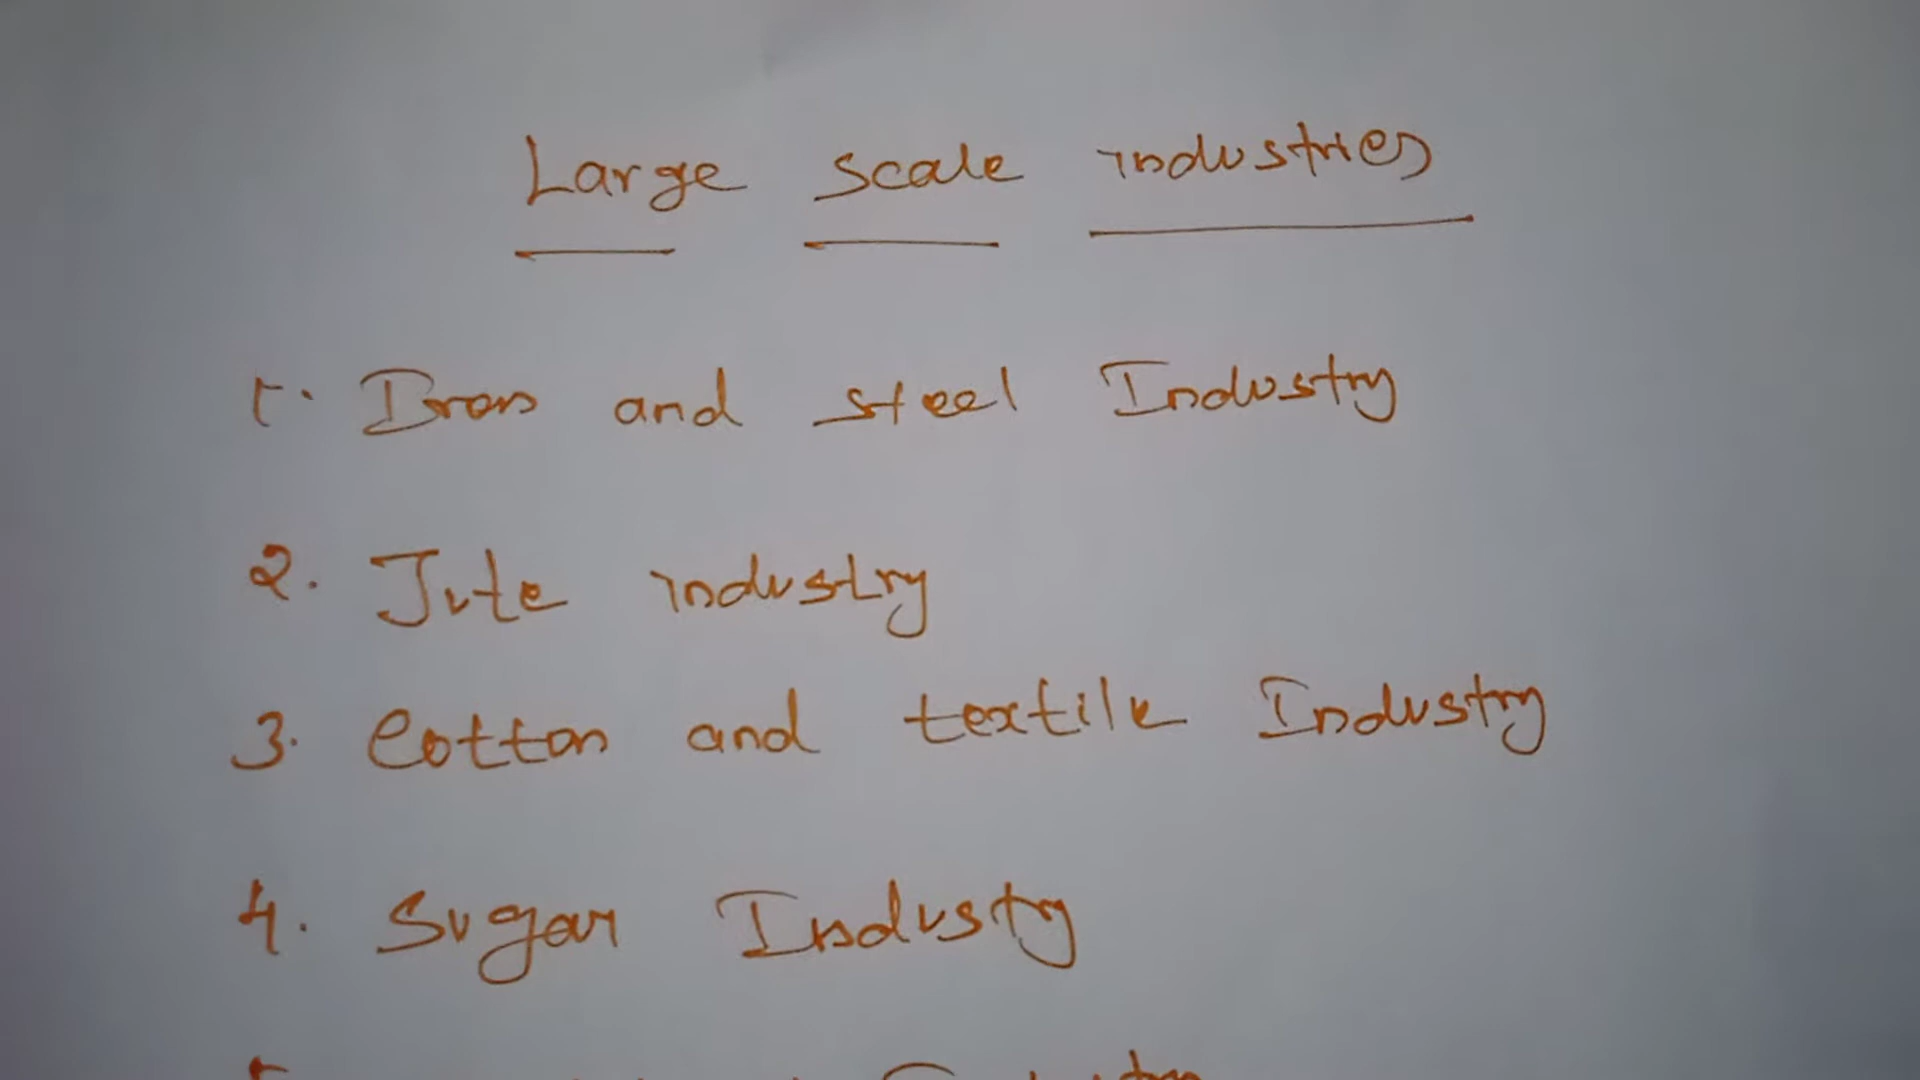 Large scale industries
1. Iron and steel Industry
2. Jute industry
3. Cotton and textile Industry
4. Sugar Industry